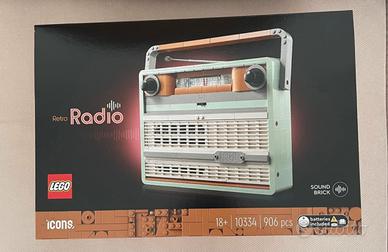 Retro Radio
LEGO
icons
SOUND
BRICK
18+ 10334 906 pcs
batteries
included